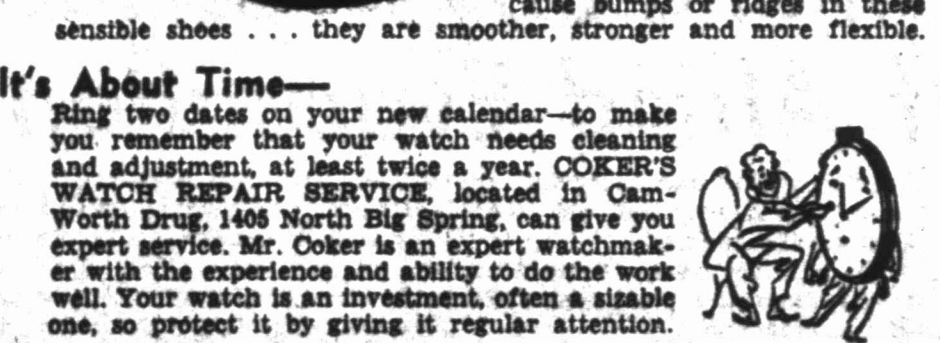 cause bumps or ridges in these
sensible shoes . . . they are smoother, stronger and more flexible.
It's About Time—
Ring two dates on your new calendar—to make
you remember that your watch needs cleaning
and adjustment, at least twice a year. COKER'S
WATCH REPAIR SERVICE, located in Cam-
Worth Drug, 1405 North Big Spring, can give you
expert service. Mr. Coker is an expert watchmak-
er with the experience and ability to do the work
well. Your watch is an investment, often a sizable
one, so protect it by giving it regular attention.